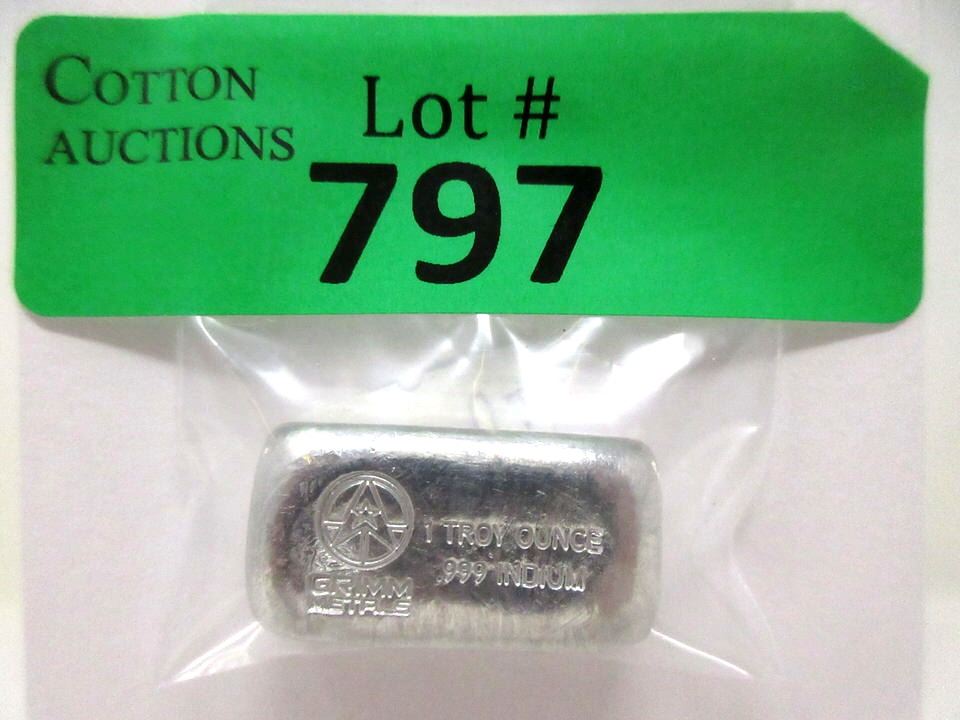 COTTON
AUCTIONS
Lot #
797
1 TROY OUNCE
.999 INDIUM
GRIMM
METALS